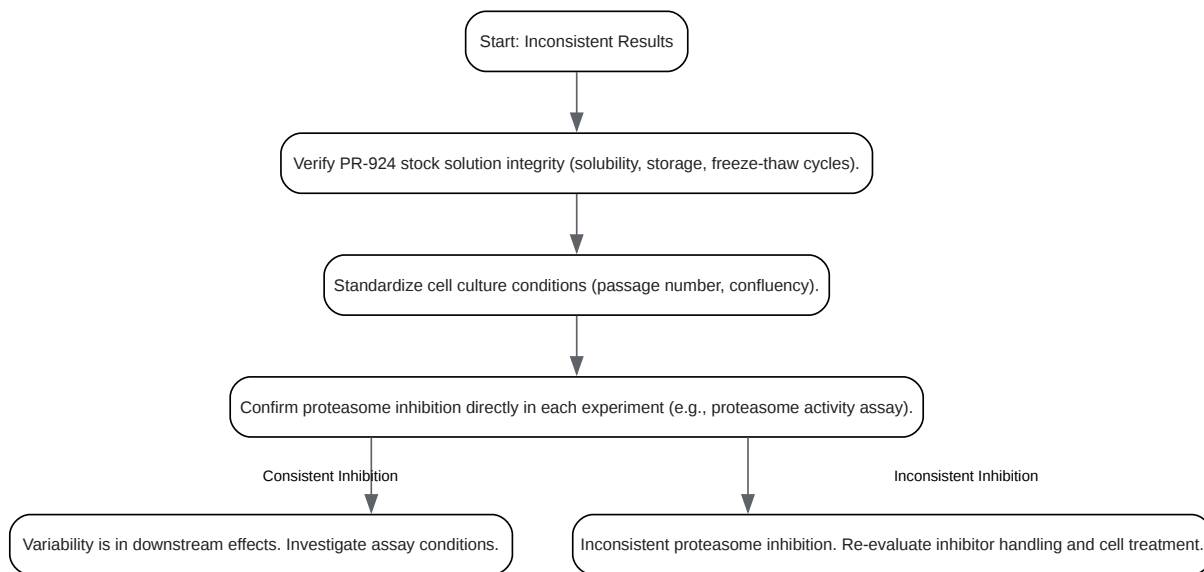 Start: Inconsistent Results
Verify PR-924 stock solution integrity (solubility, storage, freeze-thaw cycles).
Standardize cell culture conditions (passage number, confluency).
Confirm proteasome inhibition directly in each experiment (e.g., proteasome activity assay).
Consistent Inhibition
Inconsistent Inhibition
Variability is in downstream effects. Investigate assay conditions.
Inconsistent proteasome inhibition. Re-evaluate inhibitor handling and cell treatment.